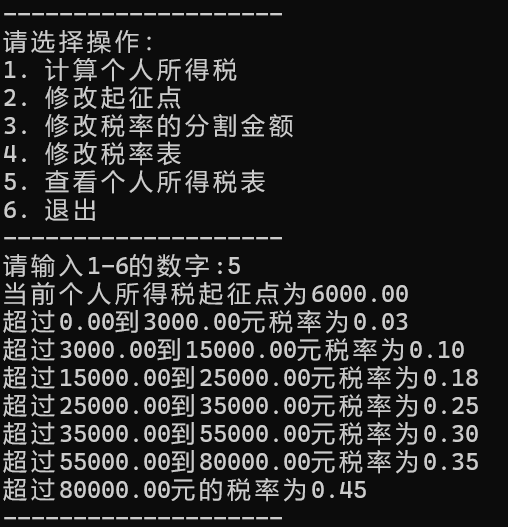 --------------------
请选择操作:
1. 计算个人所得税
2. 修改起征点
3. 修改税率的分割金额
4. 修改税率表
5. 查看个人所得税表
6. 退出
--------------------
请输入1-6的数字:5
当前个人所得税起征点为6000.00
超过0.00到3000.00元税率为0.03
超过3000.00到15000.00元税率为0.10
超过15000.00到25000.00元税率为0.18
超过25000.00到35000.00元税率为0.25
超过35000.00到55000.00元税率为0.30
超过55000.00到80000.00元税率为0.35
超过80000.00元的税率为0.45
--------------------